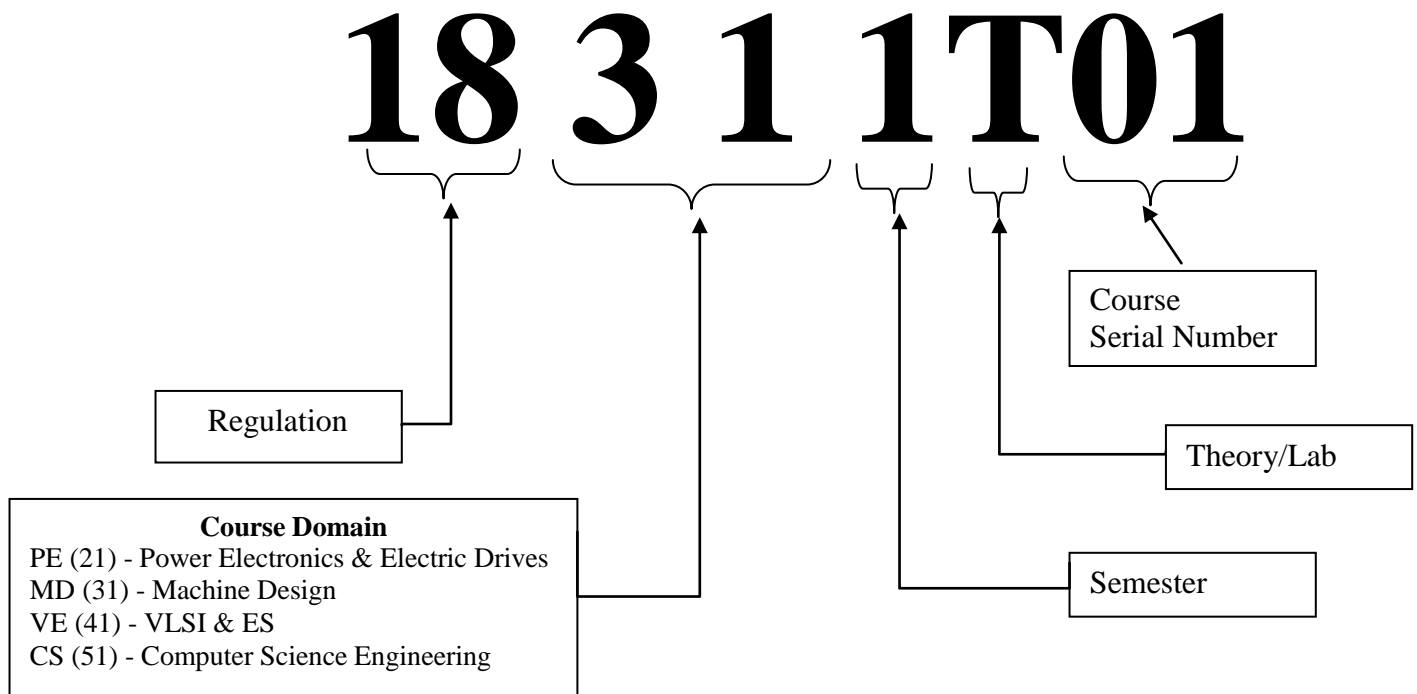 18 3 1 1T01
Course
Serial Number
Regulation
Theory/Lab
Course Domain
PE (21) - Power Electronics & Electric Drives
MD (31) - Machine Design
VE (41) - VLSI & ES
CS (51) - Computer Science Engineering
Semester